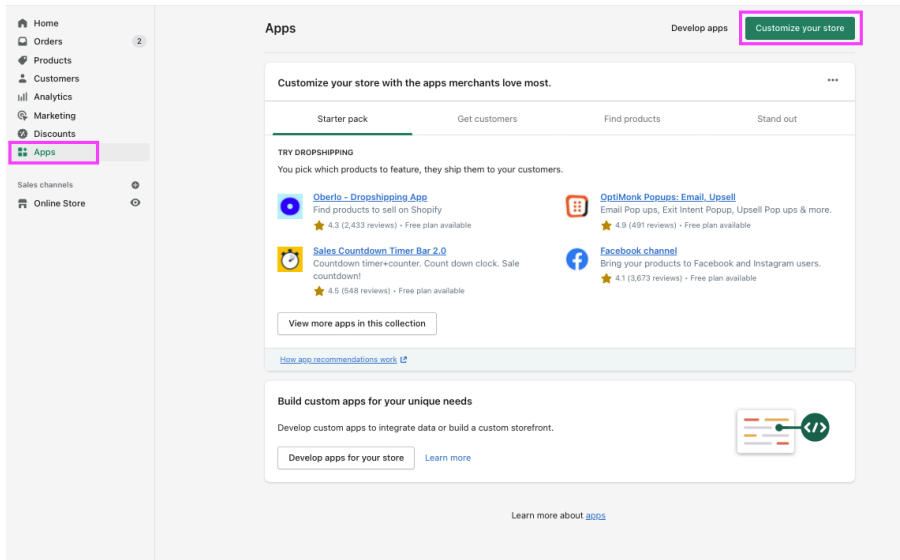 Home
Orders 2
Products
Customers
Analytics
Marketing
Discounts
Apps
Sales channels
Online Store
Apps
Develop apps
Customize your store
Customize your store with the apps merchants love most.
Starter pack
Get customers
Find products
Stand out
TRY DROPSHIPPING
You pick which products to feature, they ship them to your customers.
Oberlo - Dropshipping App
Find products to sell on Shopify
4.3 (2,433 reviews) • Free plan available
OptiMonk Popups: Email, Upsell
Email Pop ups, Exit Intent Popup, Upsell Pop ups & more.
4.9 (491 reviews) • Free plan available
Sales Countdown Timer Bar 2.0
Countdown timer+counter. Count down clock. Sale
countdown!
4.5 (548 reviews) • Free plan available
Facebook channel
Bring your products to Facebook and Instagram users.
4.1 (3,673 reviews) • Free plan available
View more apps in this collection
How app recommendations work
Build custom apps for your unique needs
Develop custom apps to integrate data or build a custom storefront.
Develop apps for your store
Learn more
Learn more about apps